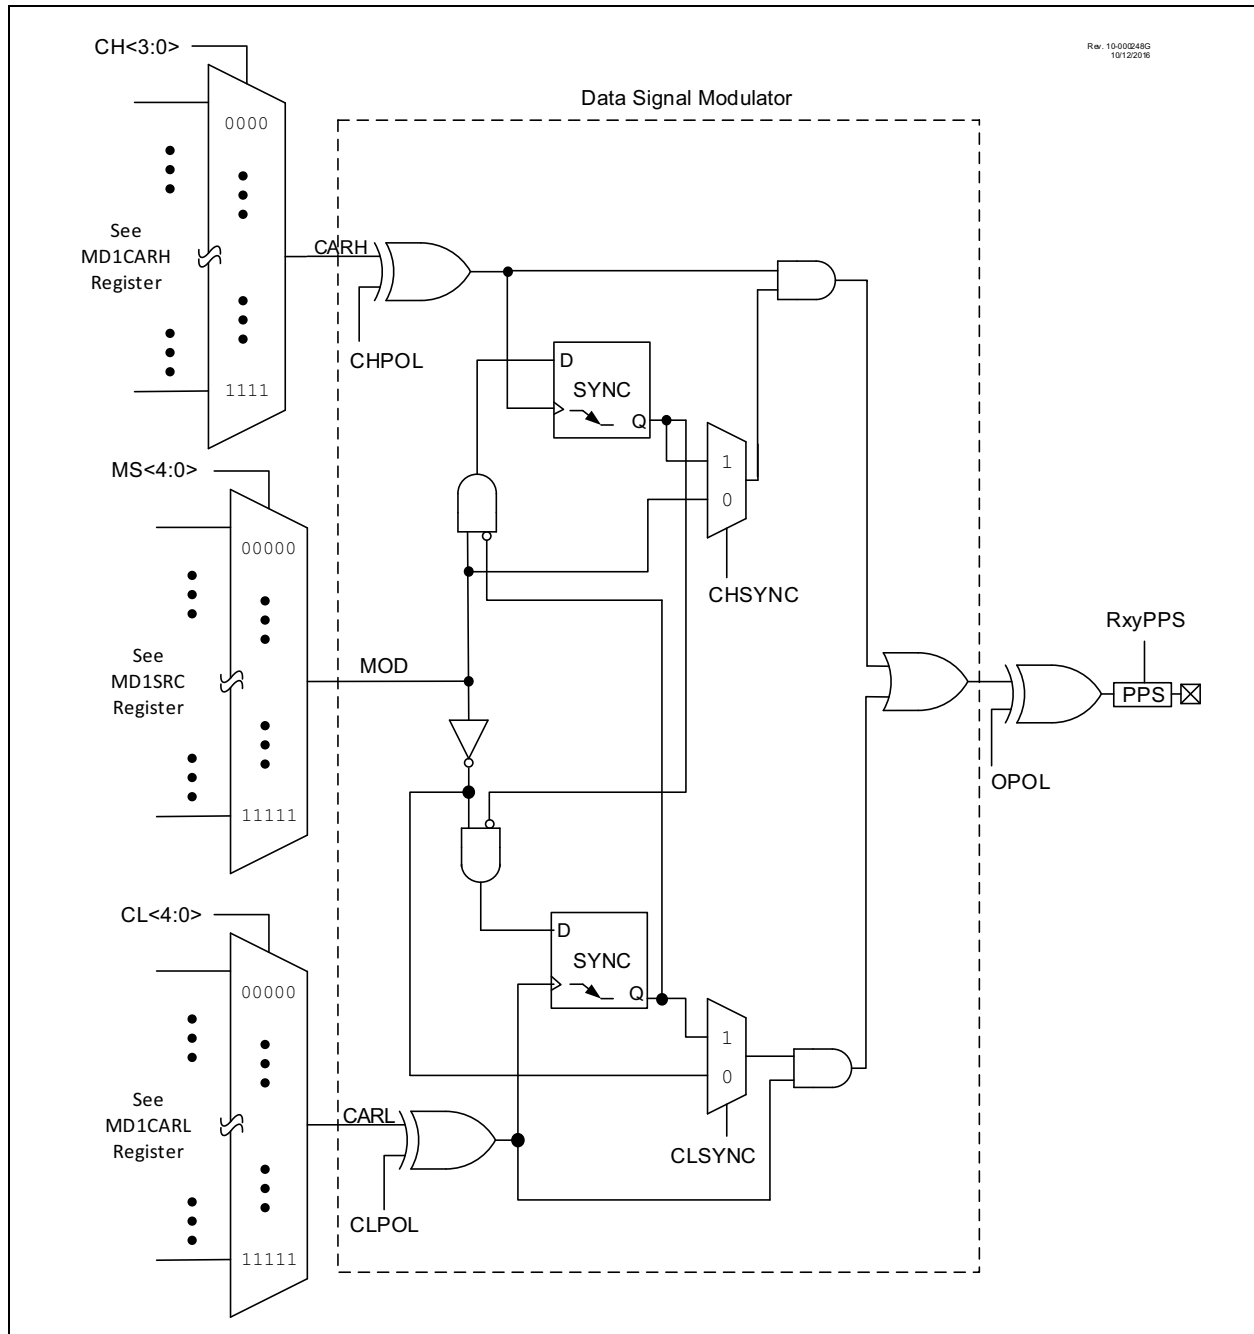 CH<3:0>
Rev. 10-000248G
10/12/2016
Data Signal Modulator
0000
See
MD1CARH
Register
CARH
1111
CHPOL
D
SYNC
Q
1
0
CHSYNC
MS<4:0>
00000
See
MD1SRC
Register
MOD
11111
RxyPPS
PPS
OPOL
CL<4:0>
00000
See
MD1CARL
Register
CARL
11111
D
SYNC
Q
1
0
CLSYNC
CLPOL